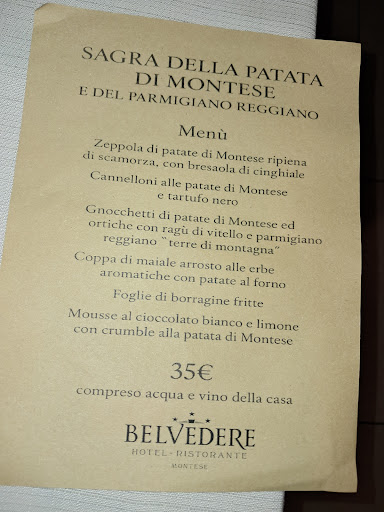 SAGRA DELLA PATATA
DI MONTESE
E DEL PARMIGIANO REGGIANO
Menù
Zeppola di patate di Montese ripiena
di scamorza, con bresaola di cinghiale
Cannelloni alle patate di Montese
e tartufo nero
Gnocchetti di patate di Montese ed
ortiche con ragù di vitello e parmigiano
reggiano "terre di montagna"
Coppa di maiale arrosto alle erbe
aromatiche con patate al forno
Foglie di borragine fritte
Mousse al cioccolato bianco e limone
con crumble alla patata di Montese
35€
compreso acqua e vino della casa
BELVEDERE
HOTEL - RISTORANTE
MONTESE